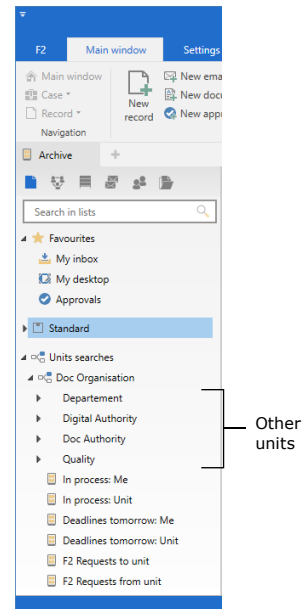 F2 Main window Settings
Main window
Case
Record
Navigation
New
record
New ema
New docu
New appr
Archive +
Search in lists
Favourites
My inbox
My desktop
Approvals
Standard
Units searches
Doc Organisation
Departement
Digital Authority
Doc Authority
Quality
Other
units
In process: Me
In process: Unit
Deadlines tomorrow: Me
Deadlines tomorrow: Unit
F2 Requests to unit
F2 Requests from unit